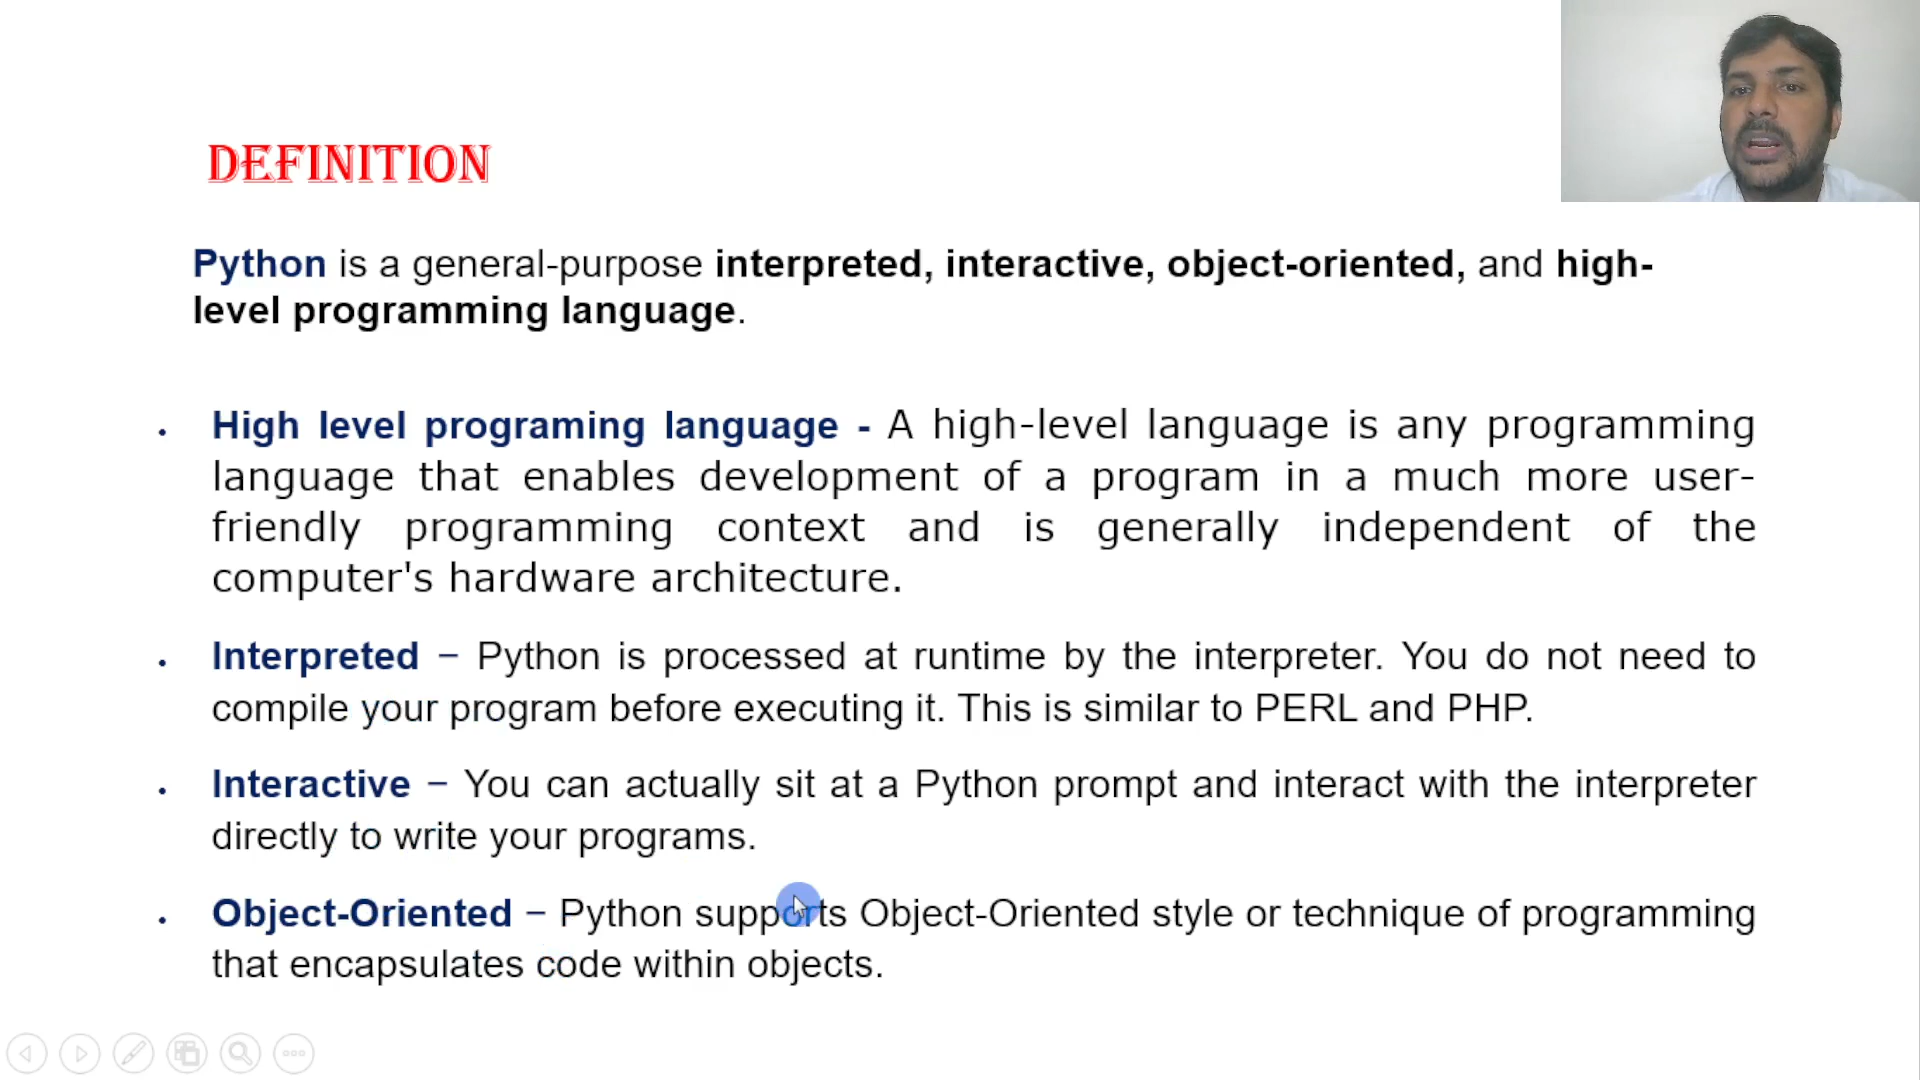 DEFINITION
Python is a general-purpose interpreted, interactive, object-oriented, and high-
level programming language.
• High level programing language - A high-level language is any programming
language that enables development of a program in a much more user-
friendly programming context and is generally independent of the
computer's hardware architecture.
• Interpreted – Python is processed at runtime by the interpreter. You do not need to
compile your program before executing it. This is similar to PERL and PHP.
• Interactive – You can actually sit at a Python prompt and interact with the interpreter
directly to write your programs.
• Object-Oriented – Python supports Object-Oriented style or technique of programming
that encapsulates code within objects.